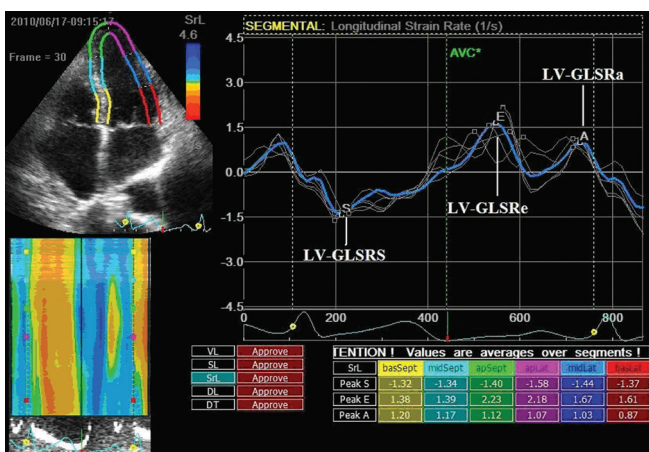 2010/06/17-09:15:17
SrL
4.6
Frame = 30
SEGMENTAL: Longitudinal Strain Rate (1/s)
4.5
AVC*
LV-GLSRa
3.0
E
1.5
A
0.0
LV-GLSRe
S
-1.5
LV-GLSRS
-3.0
-4.5
0 200 400 600 800
VL Approve
SL Approve
SrL Approve
DL Approve
DT Approve
TENTION ! Values are averages over segments !
SrL basSept midSept apSept apLat midLat basLat
Peak S -1.32 -1.34 -1.40 -1.58 -1.44 -1.37
Peak E 1.38 1.39 2.23 2.18 1.67 1.61
Peak A 1.20 1.17 1.12 1.07 1.03 0.87